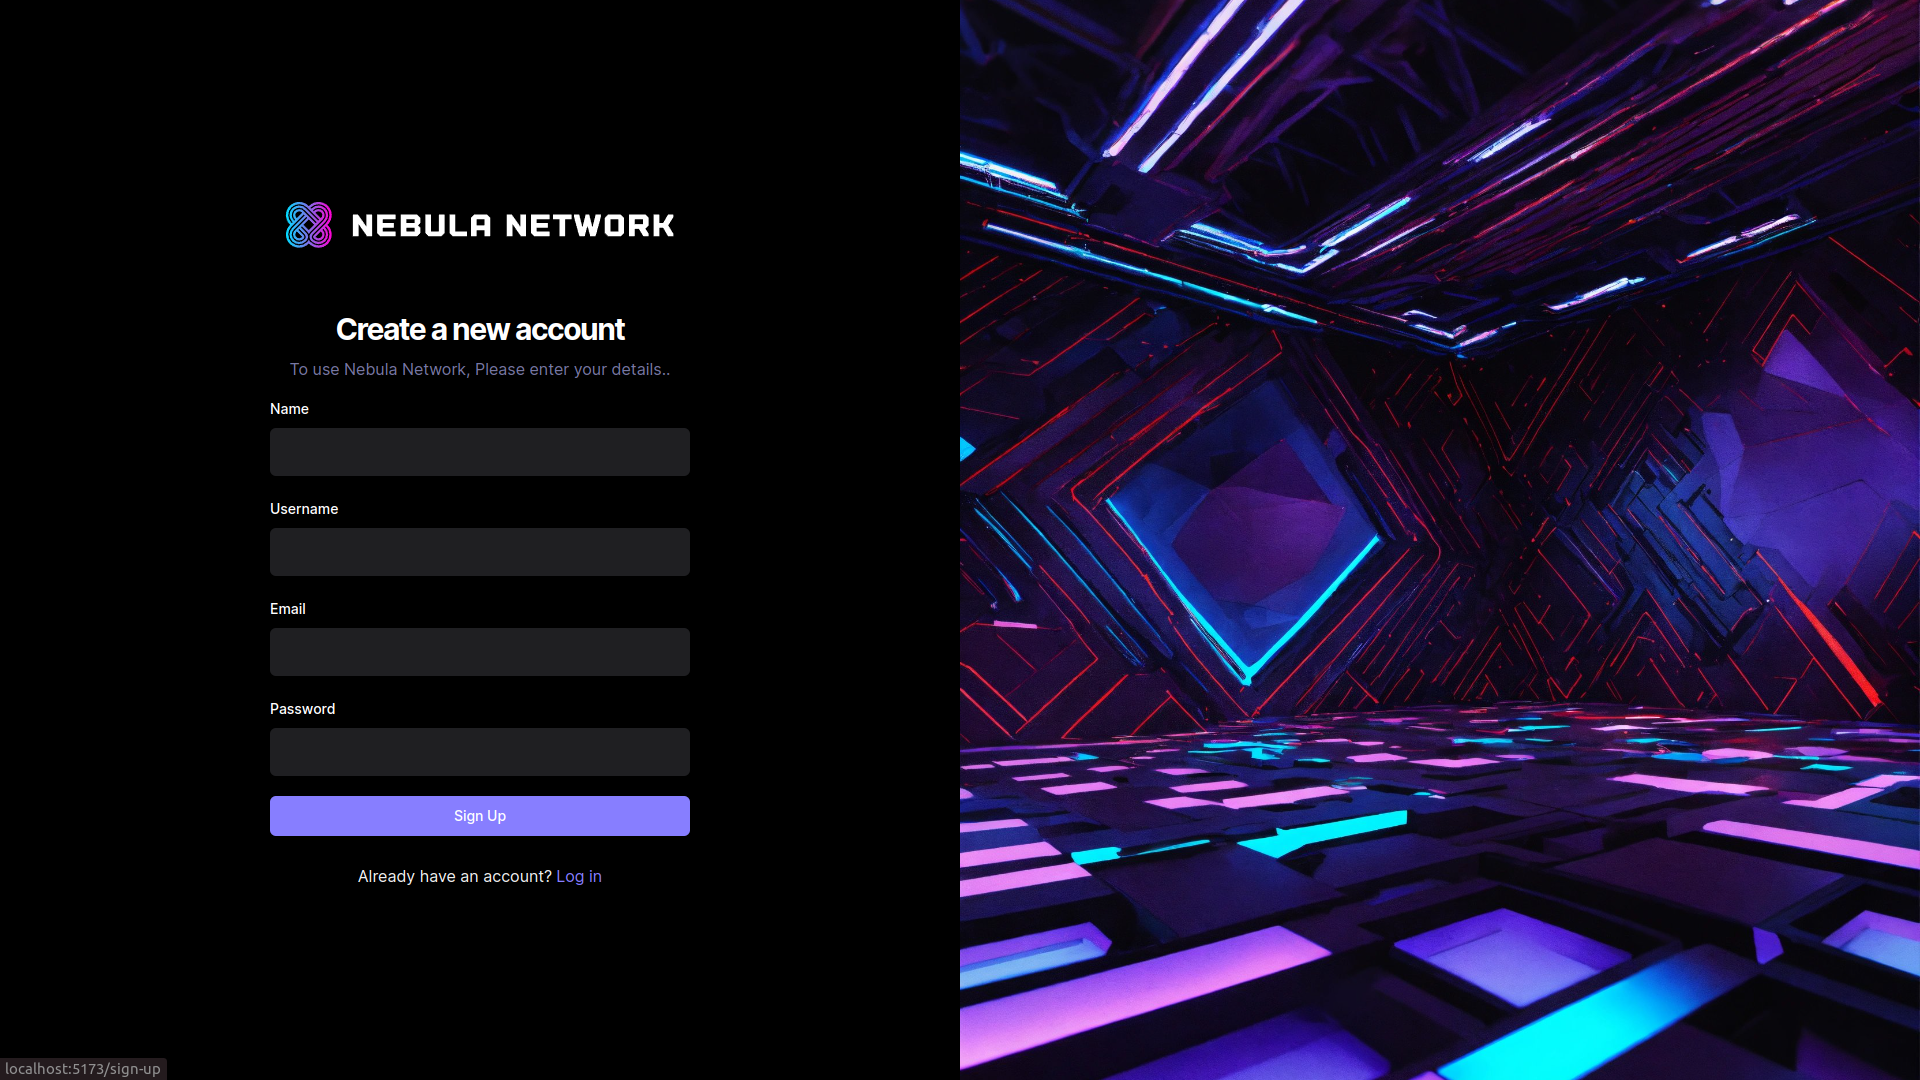 NEBULA NETWORK
Create a new account
To use Nebula Network, Please enter your details..
Name
Username
Email
Password
Sign Up
Already have an account? Log in
localhost:5173/sign-up